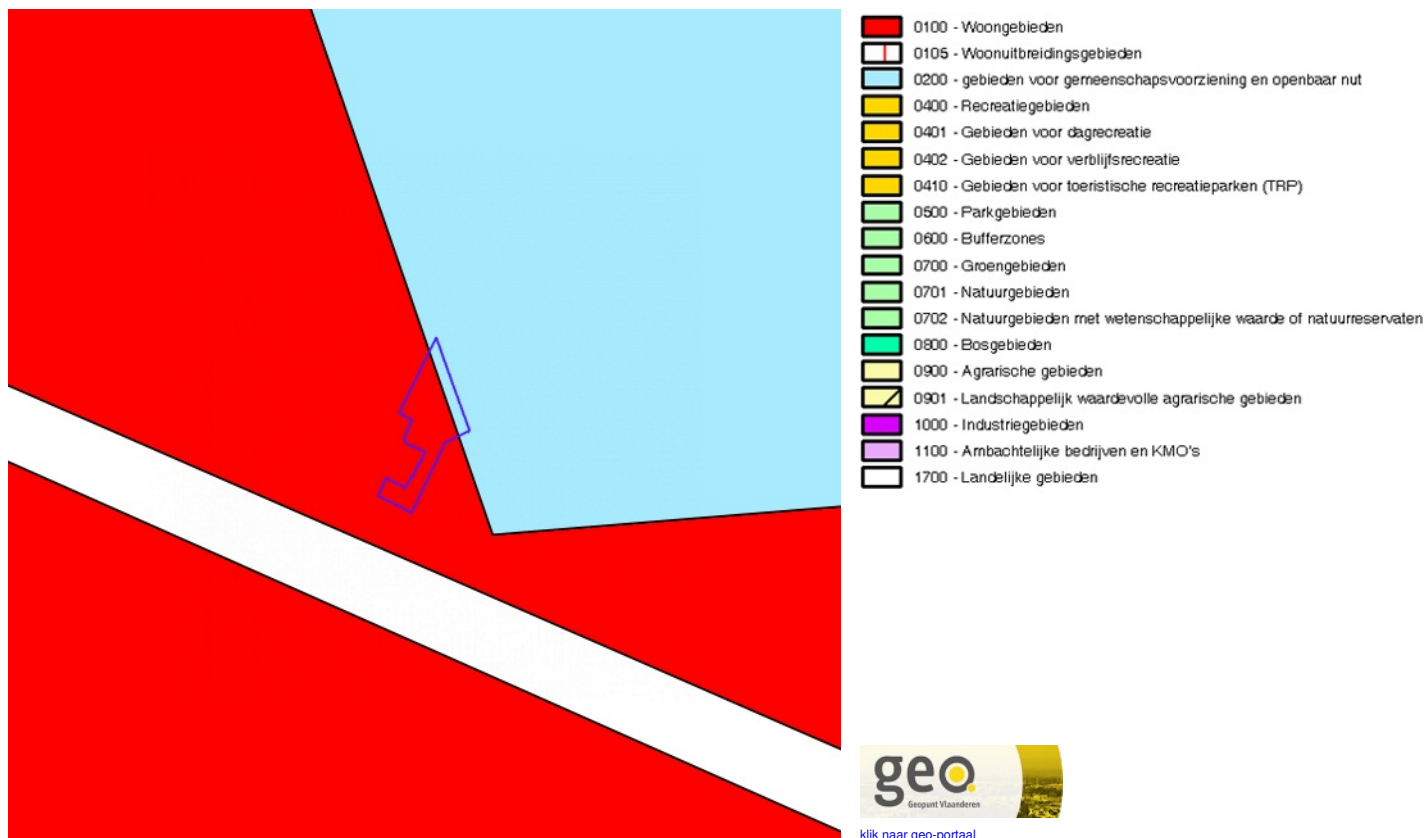 0100 - Woongebieden
0105 - Woonuitbreidingsgebieden
0200 - gebieden voor gemeenschapsvoorziening en openbaar nut
0400 - Recreatiegebieden
0401 - Gebieden voor dagrecreatie
0402 - Gebieden voor verblijfsrecreatie
0410 - Gebieden voor toeristische recreatieparken (TRP)
0500 - Parkgebieden
0600 - Bufferzones
0700 - Groengebieden
0701 - Natuurgebieden
0702 - Natuurgebieden met wetenschappelijke waarde of natuurreservaten
0800 - Bosgebieden
0900 - Agrarische gebieden
0901 - Landschappelijk waardevolle agrarische gebieden
1000 - Industriegebieden
1100 - Ambachtelijke bedrijven en KMO's
1700 - Landelijke gebieden
geo
Geopunt Vlaanderen
klik naar geo-portaal